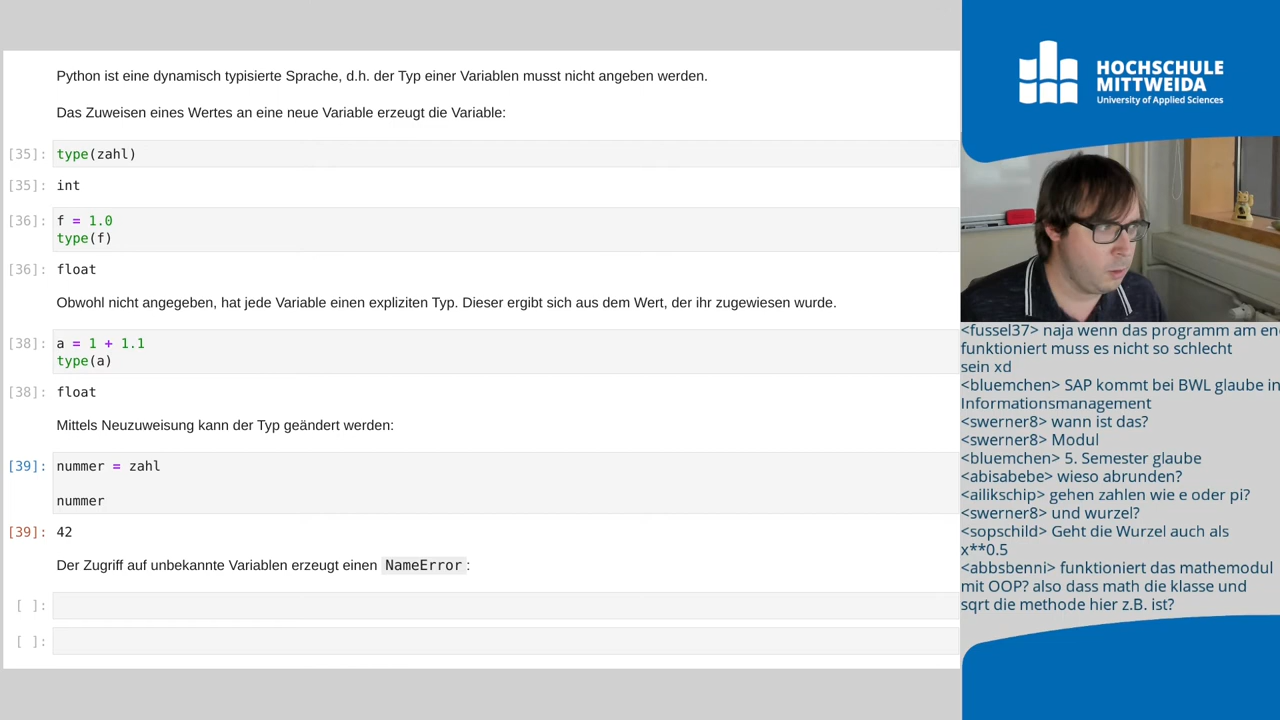 Python ist eine dynamisch typisierte Sprache, d.h. der Typ einer Variablen musst nicht angeben werden.
Das Zuweisen eines Wertes an eine neue Variable erzeugt die Variable:
[35]: type(zahl)
[35]: int
[36]: f = 1.0
type(f)
[36]: float
Obwohl nicht angegeben, hat jede Variable einen expliziten Typ. Dieser ergibt sich aus dem Wert, der ihr zugewiesen wurde.
[38]: a = 1 + 1.1
type(a)
[38]: float
Mittels Neuzuweisung kann der Typ geändert werden:
[39]: nummer = zahl
nummer
[39]: 42
Der Zugriff auf unbekannte Variablen erzeugt einen NameError:
[ ]:
[ ]:
HOCHSCHULE
MITTWEIDA
University of Applied Sciences
<fussel37> naja wenn das programm am en
funktioniert muss es nicht so schlecht
sein xd
<bluemchen> SAP kommt bei BWL glaube in
Informationsmanagement
<swerner8> wann ist das?
<swerner8> Modul
<bluemchen> 5. Semester glaube
<abisabebe> wieso abrunden?
<ailikschip> gehen zahlen wie e oder pi?
<swerner8> und wurzel?
<sopschild> Geht die Wurzel auch als
x**0.5
<abbsbenni> funktioniert das mathemodul
mit OOP? also dass math die klasse und
sqrt die methode hier z.B. ist?